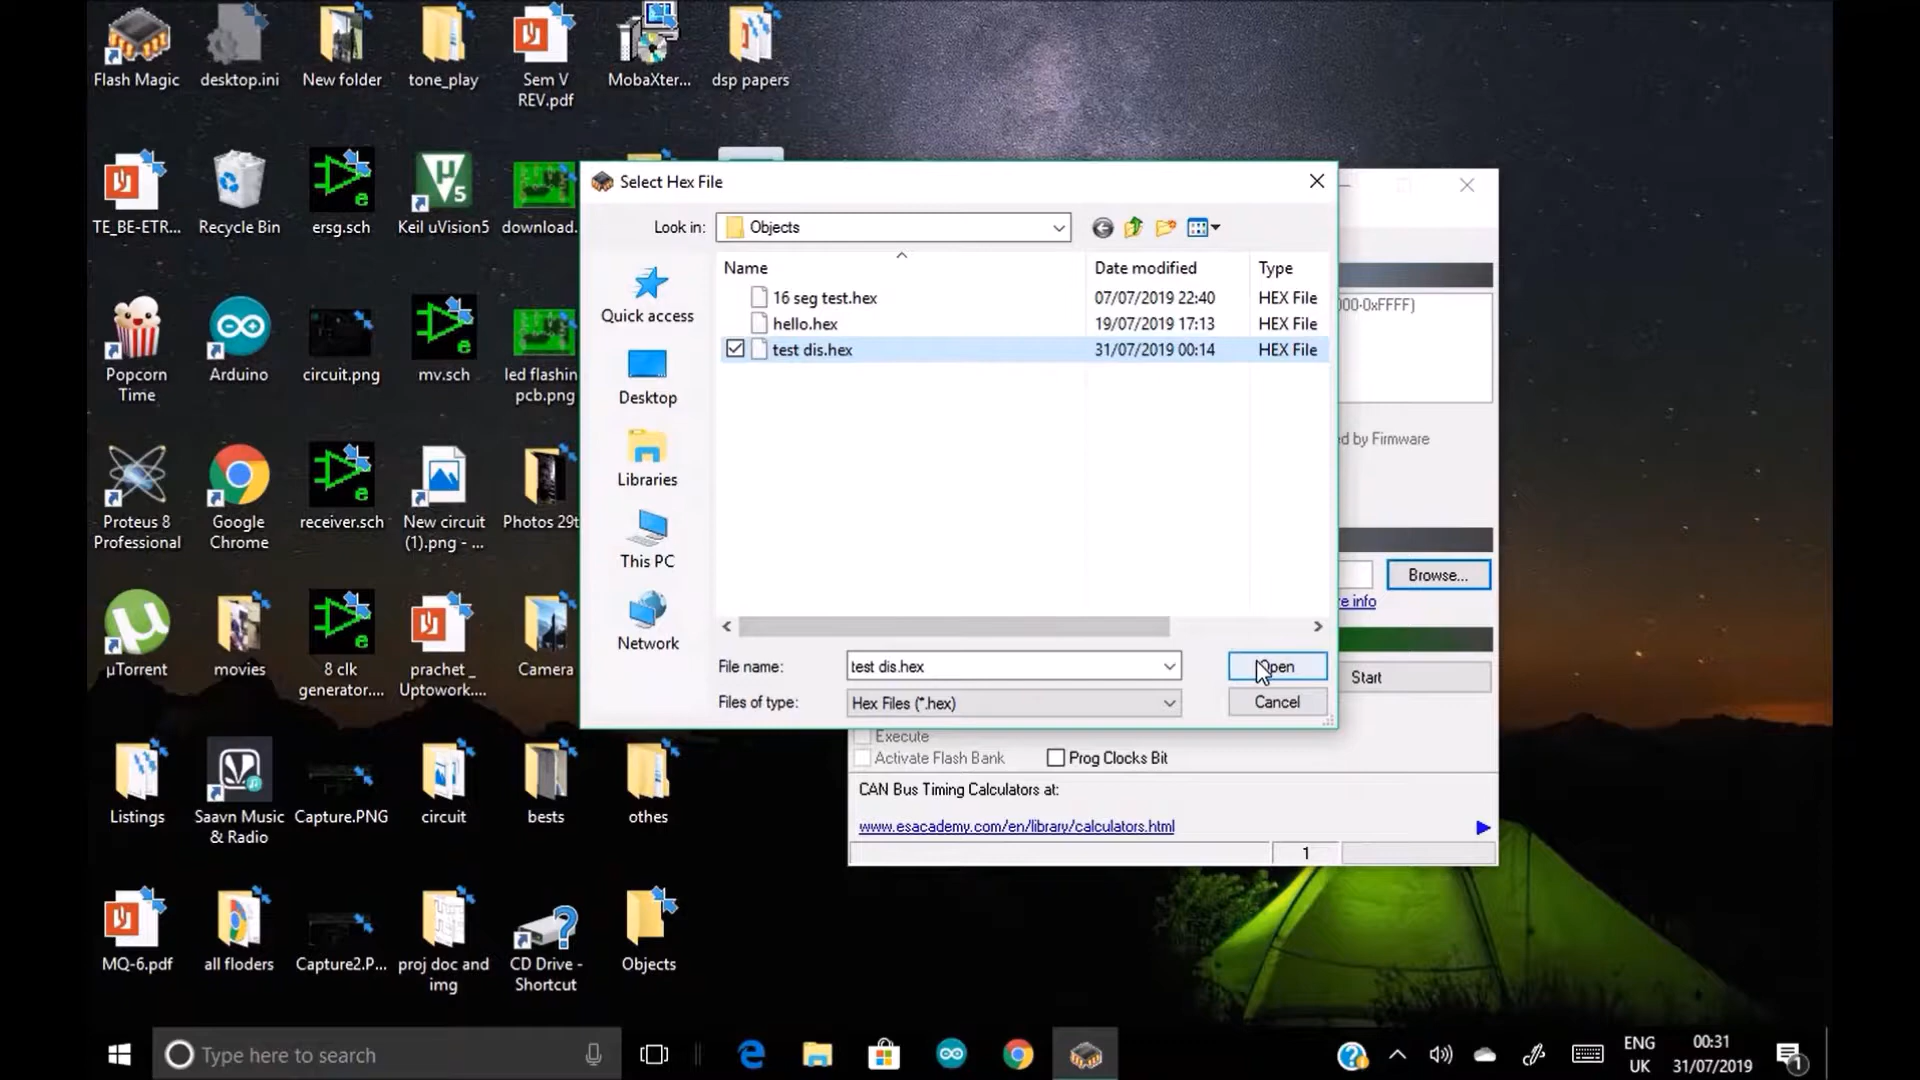 Flash Magic
desktop.ini
New folder
tone_play
Sem V
REV.pdf
MobaXter...
dsp papers
TE_BE-ETR...
Recycle Bin
ersg.sch
Keil uVision5
download.
Popcorn
Time
Arduino
circuit.png
mv.sch
led flashin
pcb.png
Proteus 8
Professional
Google
Chrome
receiver.sch
New circuit
(1).png - ...
Photos 29t
µTorrent
movies
8 clk
generator....
prachet _
Uptowork...
Camera
Listings
Saavn Music
& Radio
Capture.PNG
circuit
bests
othes
MQ-6.pdf
all floders
Capture2.P...
proj doc and
img
CD Drive -
Shortcut
Objects
Select Hex File
Look in:
Objects
Name
Date modified
Type
16 seg test.hex
07/07/2019 22:40
HEX File
hello.hex
19/07/2019 17:13
HEX File
test dis.hex
31/07/2019 00:14
HEX File
Quick access
Desktop
Libraries
This PC
Network
File name:
test dis.hex
Open
Files of type:
Hex Files (*.hex)
Cancel
000-0xFFFF)
d by Firmware
Browse...
re info
Start
Execute
Activate Flash Bank
Prog Clocks Bit
CAN Bus Timing Calculators at:
www.esacademy.com/en/library/calculators.html
1
Type here to search
ENG
UK
00:31
31/07/2019
1